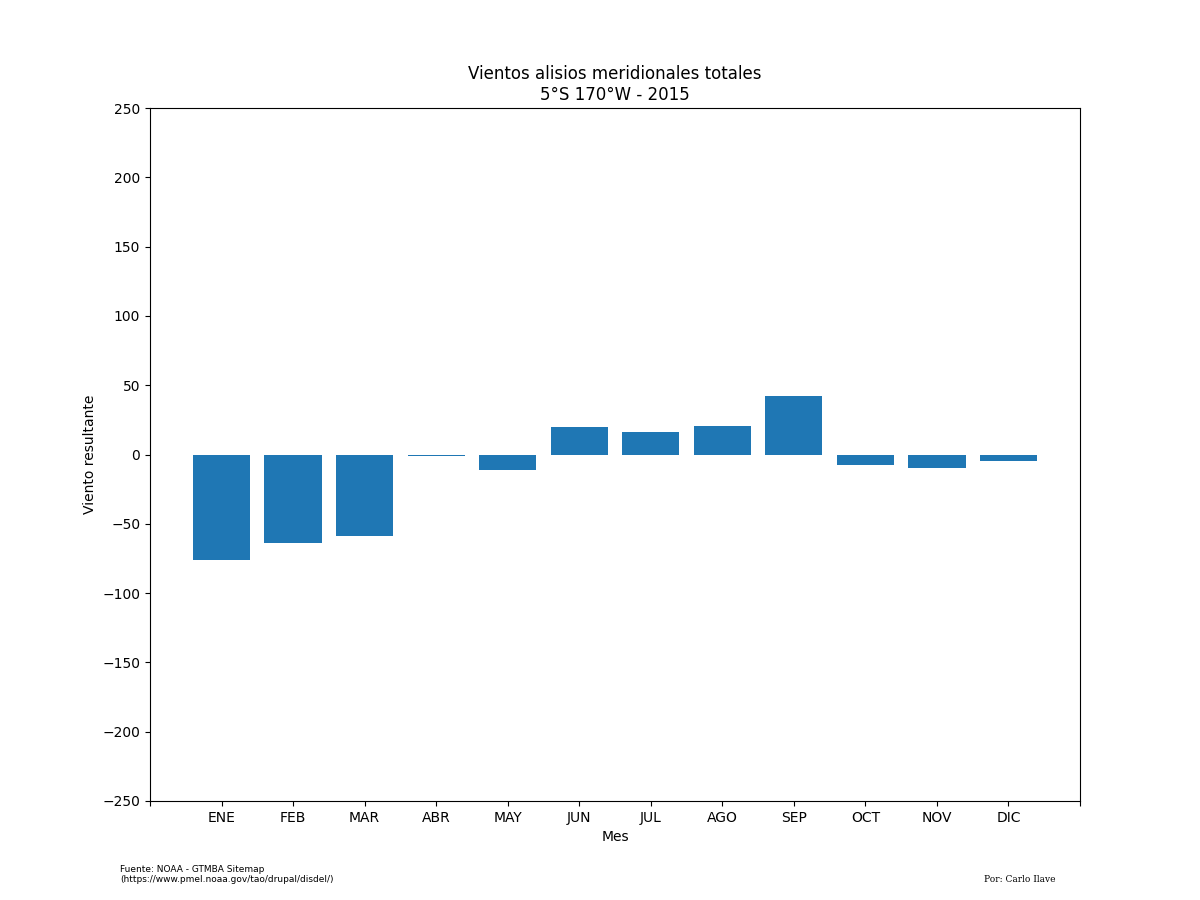 Vientos alisios meridionales totales
5°S 170°W - 2015
250
200
150
100
50
0
−50
−100
−150
−200
−250
Viento resultante
ENE FEB MAR ABR MAY JUN JUL AGO SEP OCT NOV DIC
Mes
Fuente: NOAA - GTMBA Sitemap
(https://www.pmel.noaa.gov/tao/drupal/disdel/)
Por: Carlo Ilave